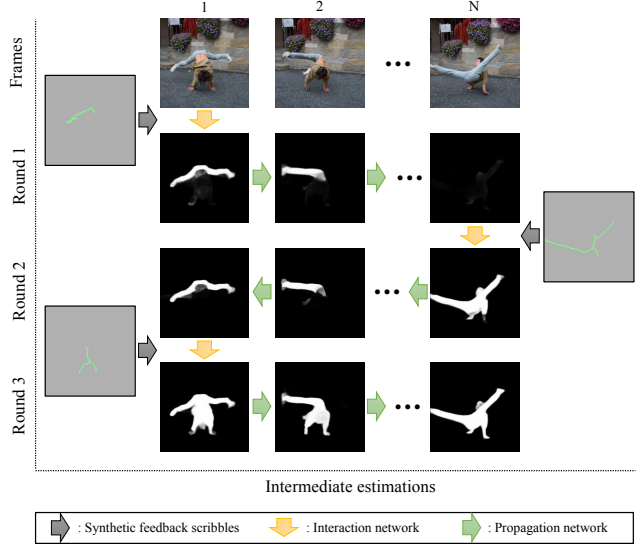 1 2 N
Frames
Round 1
Round 2
Round 3
Intermediate estimations
: Synthetic feedback scribbles : Interaction network : Propagation network